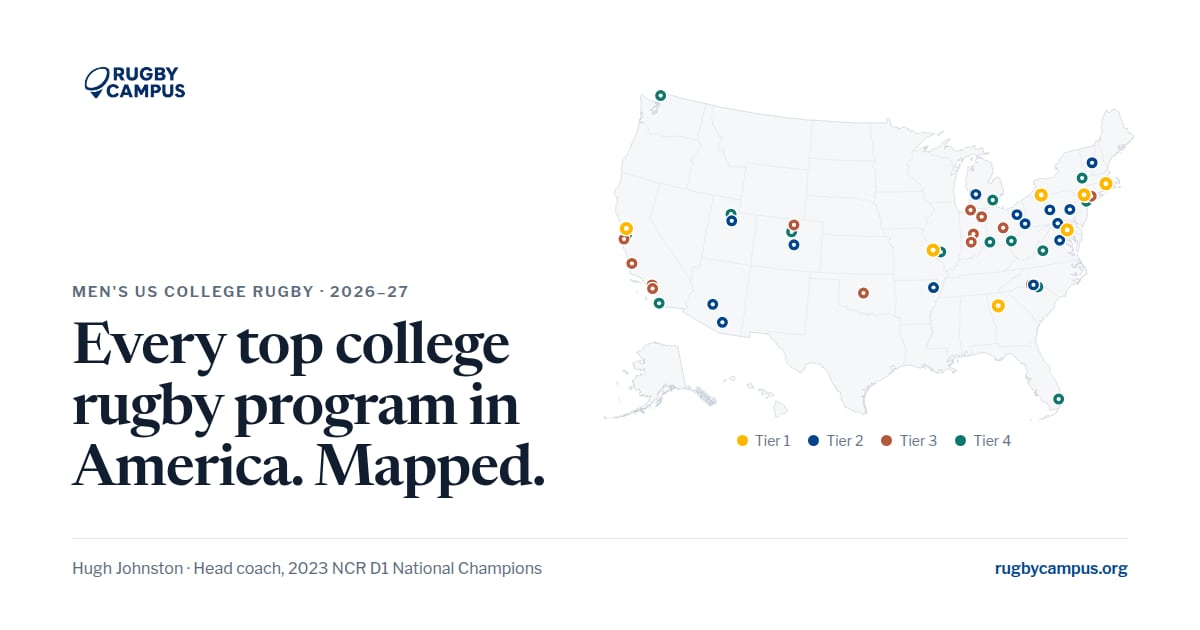 RUGBY
CAMPUS
MEN'S US COLLEGE RUGBY · 2026–27
Every top college
rugby program in
America. Mapped.
Tier 1 Tier 2 Tier 3 Tier 4
Hugh Johnston · Head coach, 2023 NCR D1 National Champions
rugbycampus.org